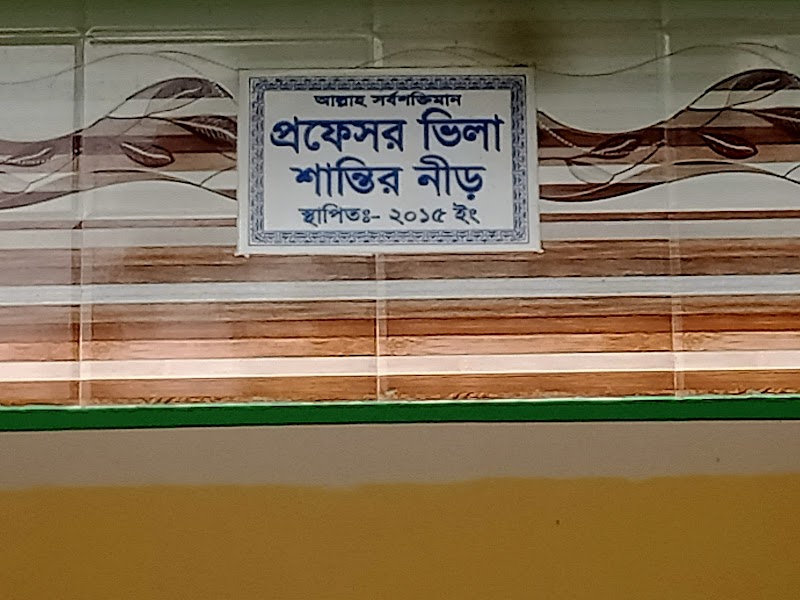 আল্লাহ সর্বশক্তিমান
প্রফেসর ভিলা
শান্তির নীড়
স্থাপিতঃ- ২০১৫ ইং